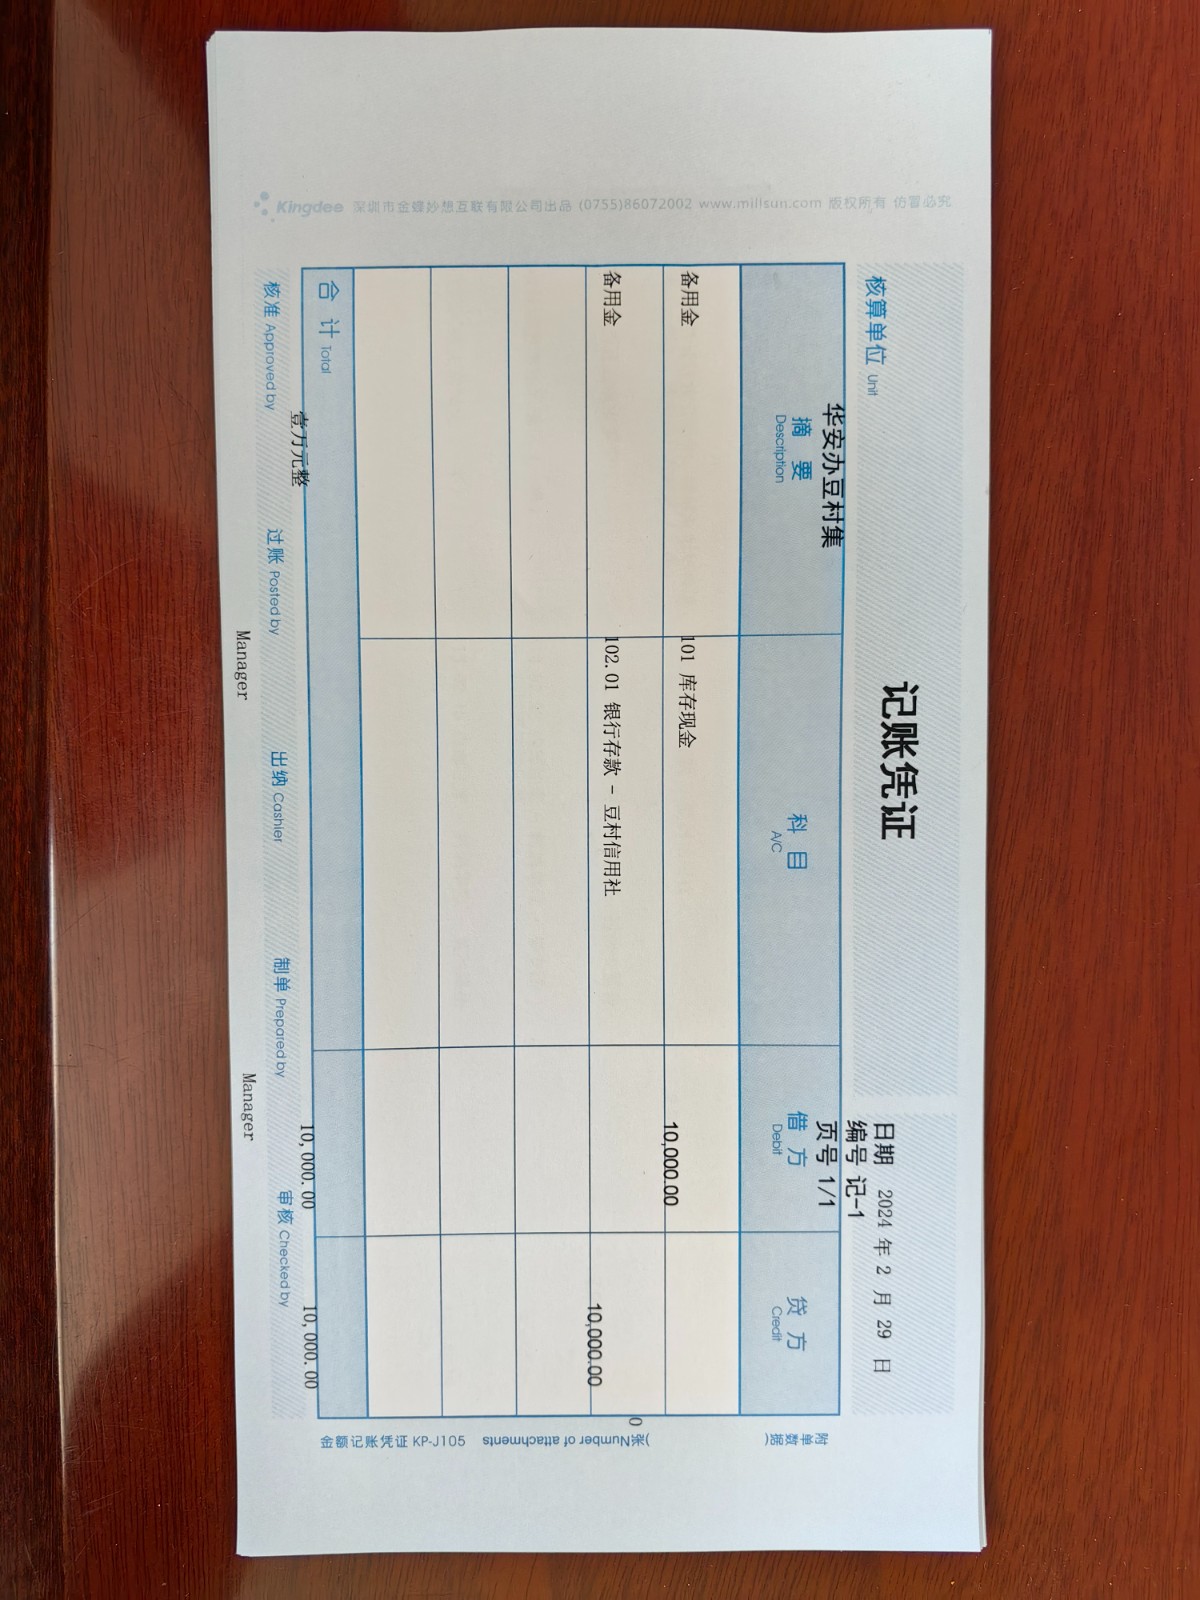 记账凭证
日期 2024 年 2 月 29 日
核算单位 Unit
编号 记-1
华安办豆村集
页号 1/1
摘 要 Description
科 目 A/C
借 方 Debit
贷 方 Credit
备用金
101 库存现金
10,000.00
备用金
102.01 银行存款 - 豆村信用社
10,000.00
合 计 Total
壹万元整
10,000.00
10,000.00
核准 Approved by
过账 Posted by
出纳 Cashier
制单 Prepared by
审核 Checked by
Manager
Manager
附单据数(
0
)张Number of attachments
金额记账凭证 KP-J105
Kingdee 深圳市金蝶妙想互联有限公司出品 (0755)86072002 www.millsun.com 版权所有 仿冒必究